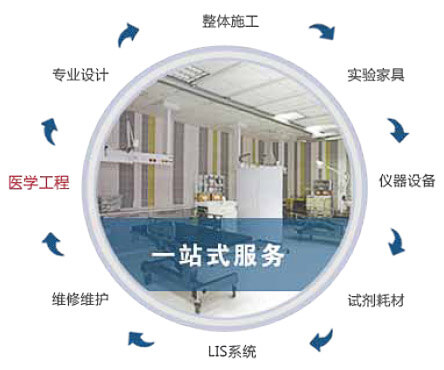 整体施工
专业设计
实验家具
医学工程
仪器设备
一站式服务
维修维护
试剂耗材
LIS系统